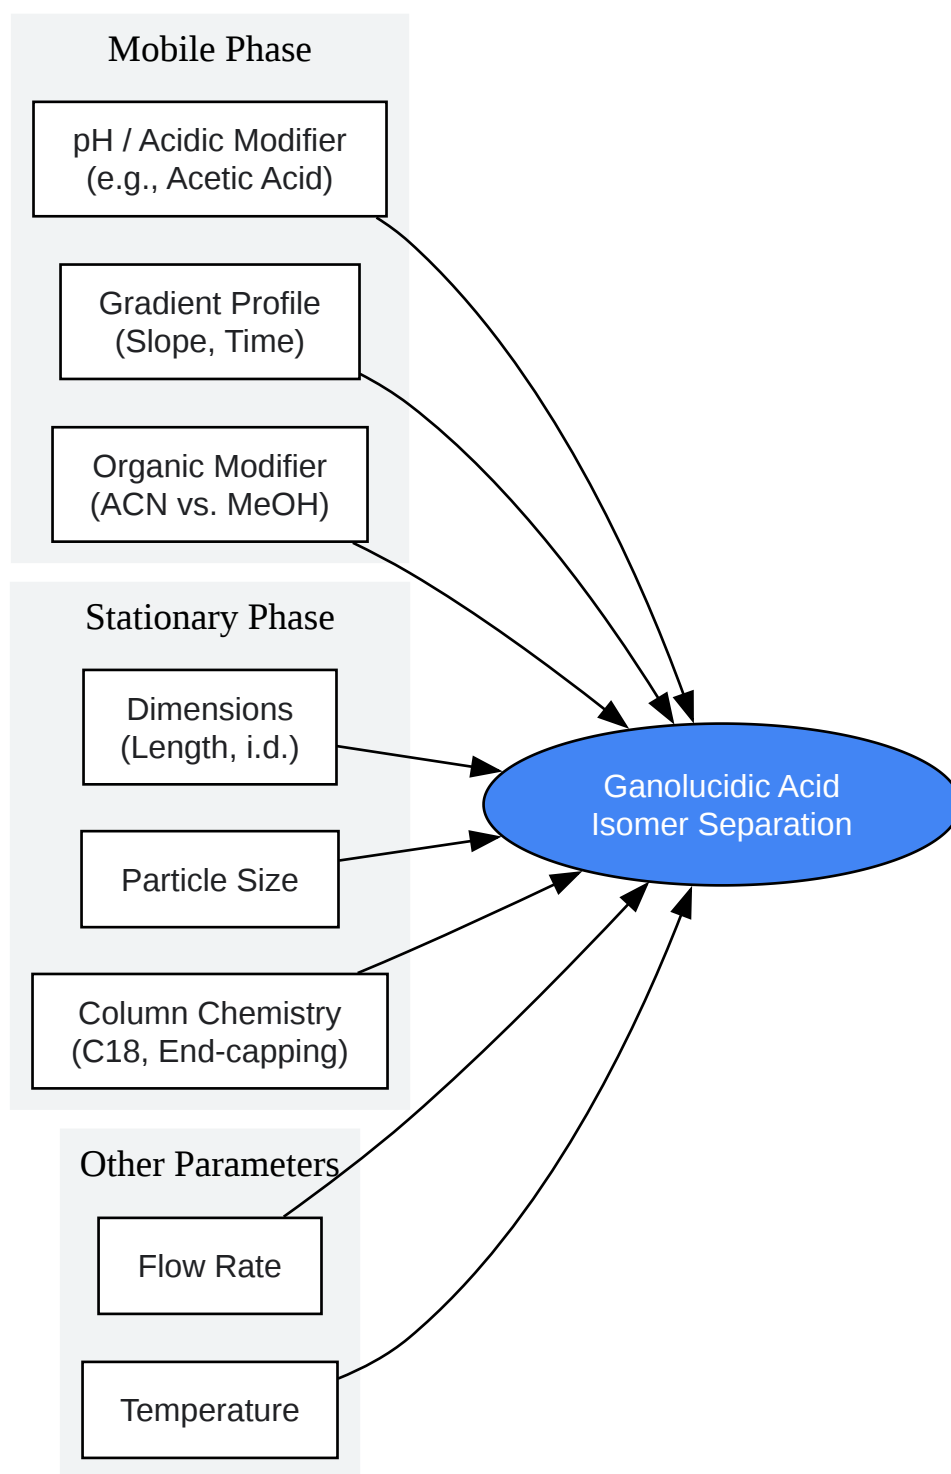 Mobile Phase
pH / Acidic Modifier
(e.g., Acetic Acid)
Gradient Profile
(Slope, Time)
Organic Modifier
(ACN vs. MeOH)
Stationary Phase
Dimensions
(Length, i.d.)
Particle Size
Column Chemistry
(C18, End-capping)
Other Parameters
Flow Rate
Temperature
Ganolucidic Acid
Isomer Separation